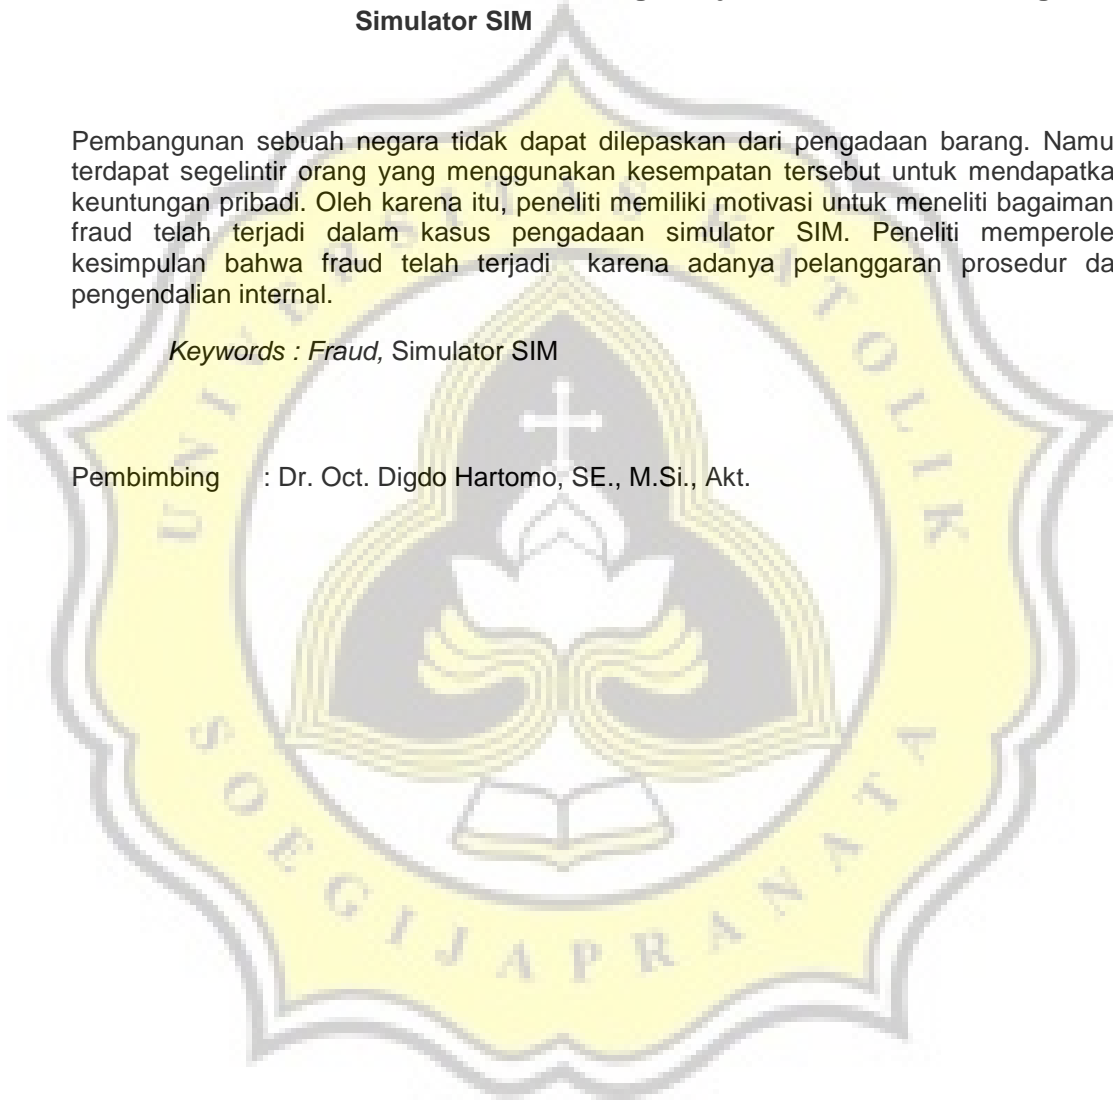 Simulator SIM
Pembangunan sebuah negara tidak dapat dilepaskan dari pengadaan barang. Namu
terdapat segelintir orang yang menggunakan kesempatan tersebut untuk mendapatka
keuntungan pribadi. Oleh karena itu, peneliti memiliki motivasi untuk meneliti bagaiman
fraud telah terjadi dalam kasus pengadaan simulator SIM. Peneliti memperole
kesimpulan bahwa fraud telah terjadi karena adanya pelanggaran prosedur da
pengendalian internal.
Keywords : Fraud, Simulator SIM
Pembimbing : Dr. Oct. Digdo Hartomo, SE., M.Si., Akt.
UNIVERSITAS KATOLIK
SOEGIJAPRANATA